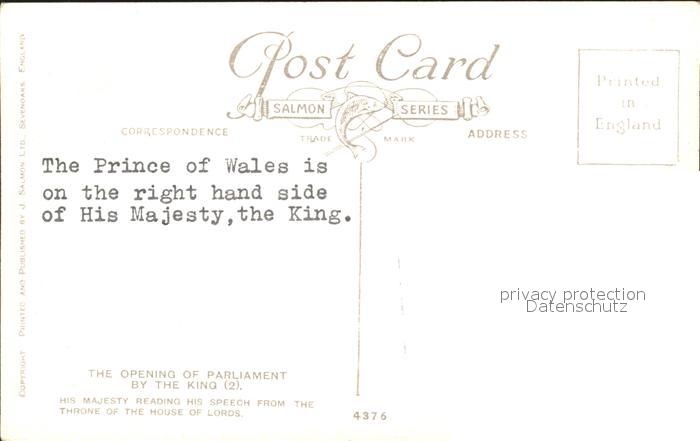 Post Card
SALMON SERIES
TRADE MARK
CORRESPONDENCE
ADDRESS
Printed
in
England
The Prince of Wales is
on the right hand side
of His Majesty,the King.
privacy protection
Datenschutz
THE OPENING OF PARLIAMENT
BY THE KING (2).
HIS MAJESTY READING HIS SPEECH FROM THE
THRONE OF THE HOUSE OF LORDS.
4376
COPYRIGHT PRINTED AND PUBLISHED BY J. SALMON LTD., SEVENOAKS, ENGLAND